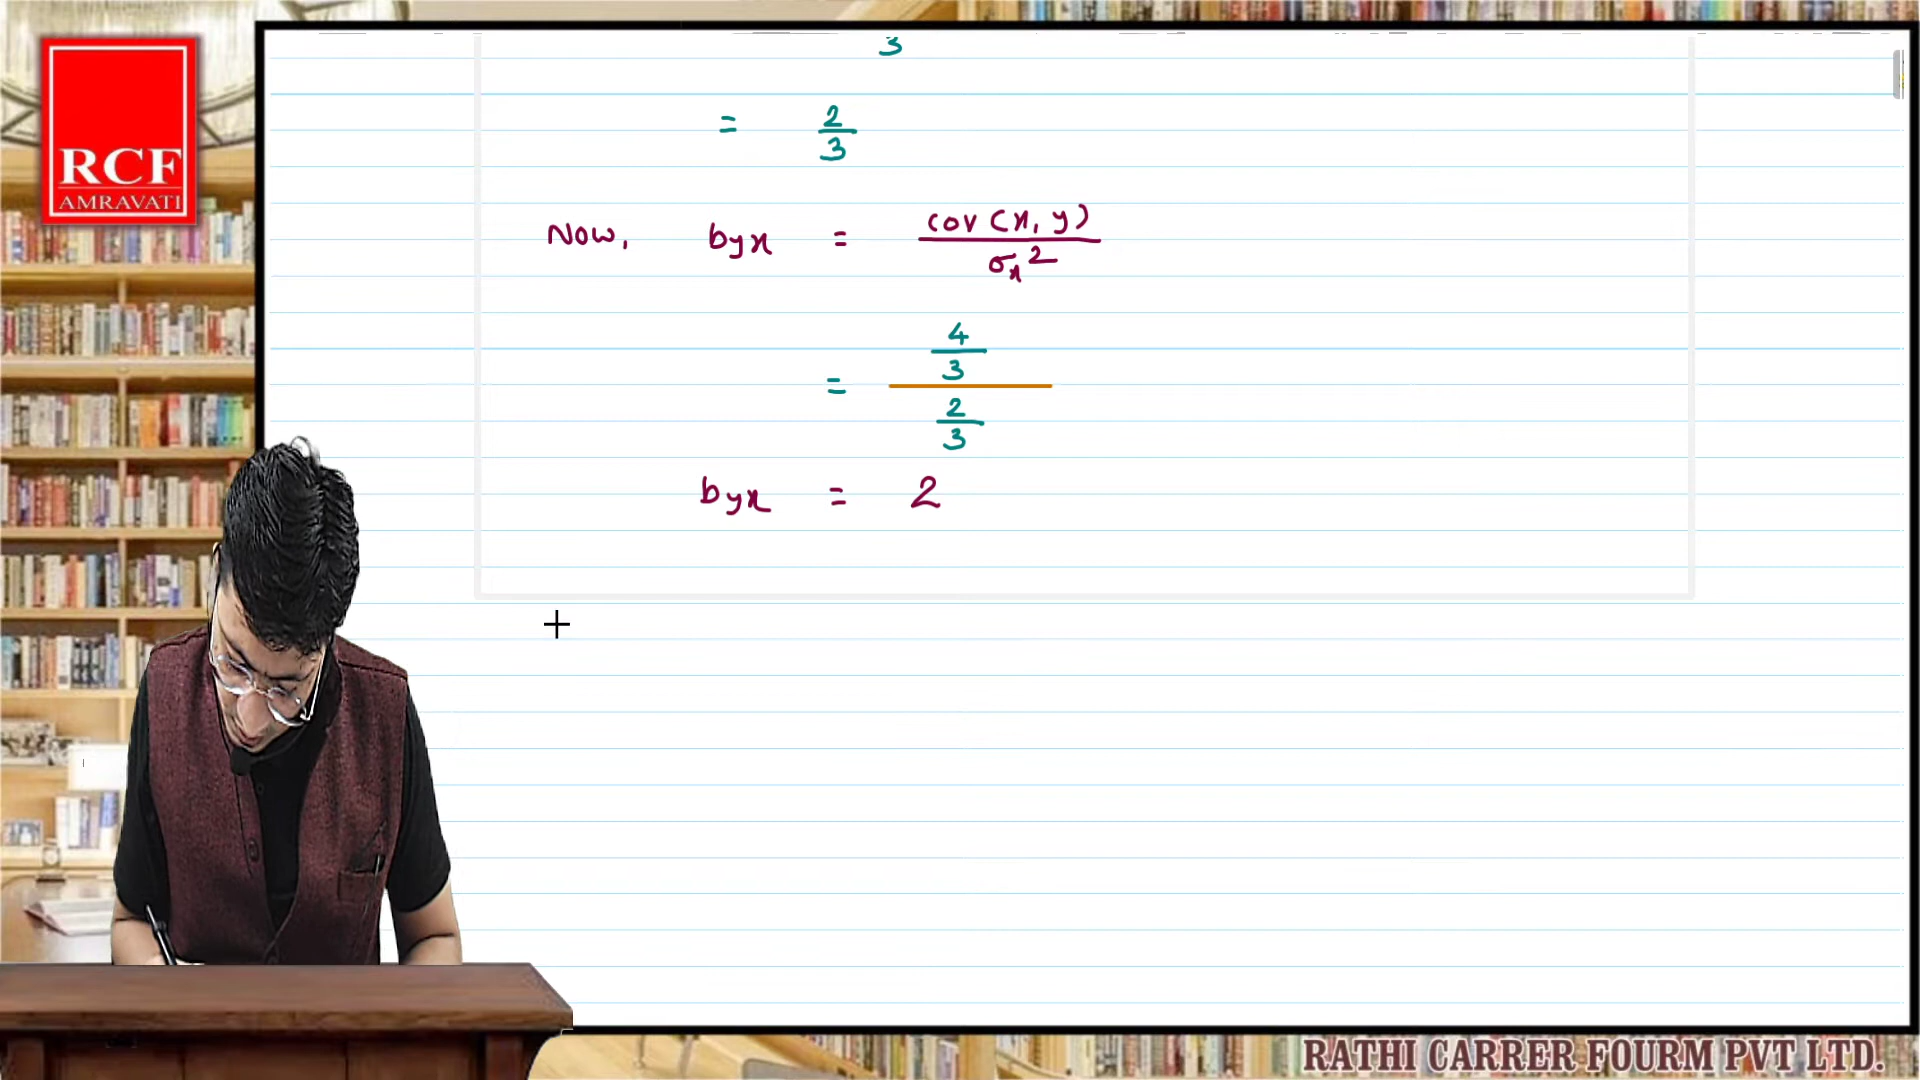 RCF
AMRAVATI
3
= 2/3
Now, byx = cov(x, y)/σx²
= 4/3 / 2/3
byx = 2
RATHI CARRER FOURM PVT LTD.